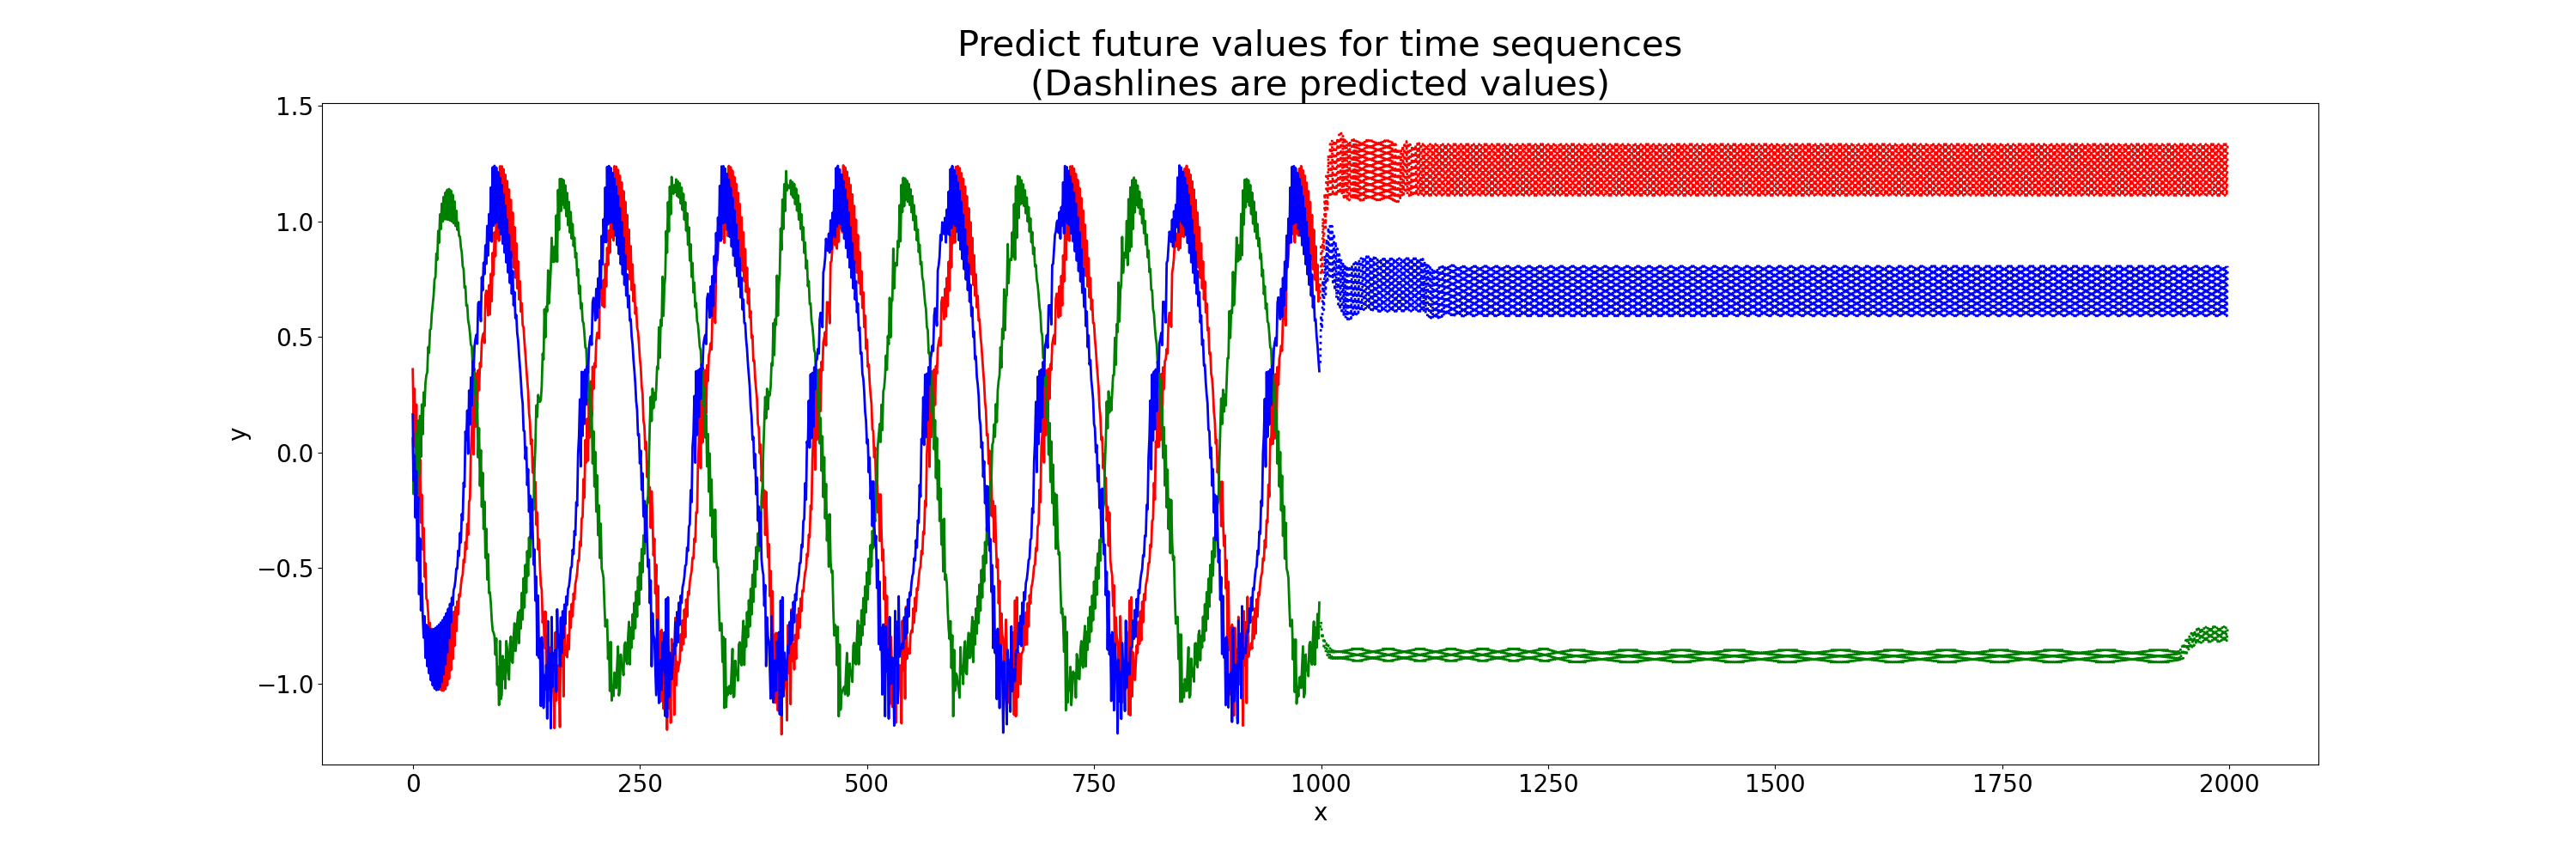 Predict future values for time sequences
(Dashlines are predicted values)
1.5
1.0
0.5
0.0
−0.5
−1.0
y
0 250 500 750 1000 1250 1500 1750 2000
x